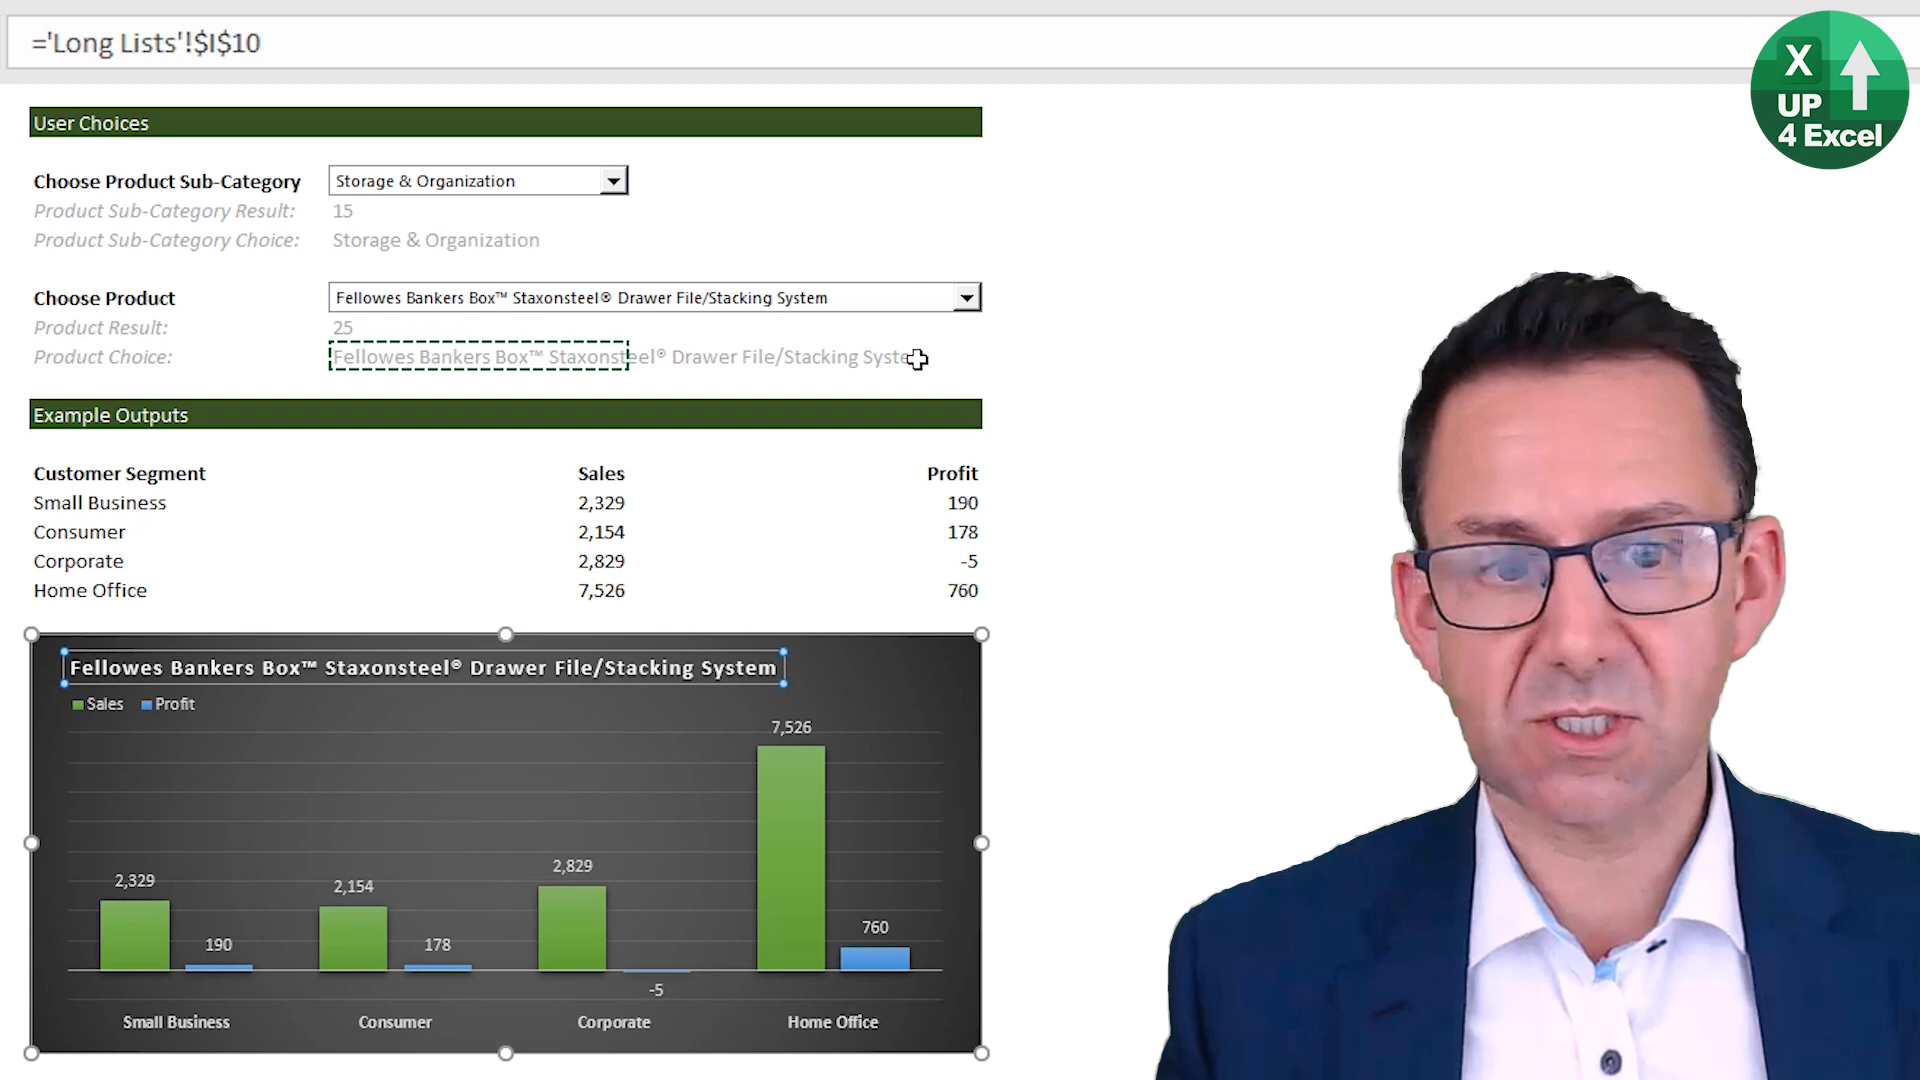 ='Long Lists'!$I$10
X
UP
4 Excel
User Choices
Choose Product Sub-Category Storage & Organization
Product Sub-Category Result: 15
Product Sub-Category Choice: Storage & Organization
Choose Product Fellowes Bankers Box™ Staxonsteel® Drawer File/Stacking System
Product Result: 25
Product Choice: Fellowes Bankers Box™ Staxonsteel® Drawer File/Stacking Syste
Example Outputs
Customer Segment Sales Profit
Small Business 2,329 190
Consumer 2,154 178
Corporate 2,829 -5
Home Office 7,526 760
Fellowes Bankers Box™ Staxonsteel® Drawer File/Stacking System
Sales Profit
7,526
2,829
2,329
2,154
760
190
178
-5
Small Business Consumer Corporate Home Office